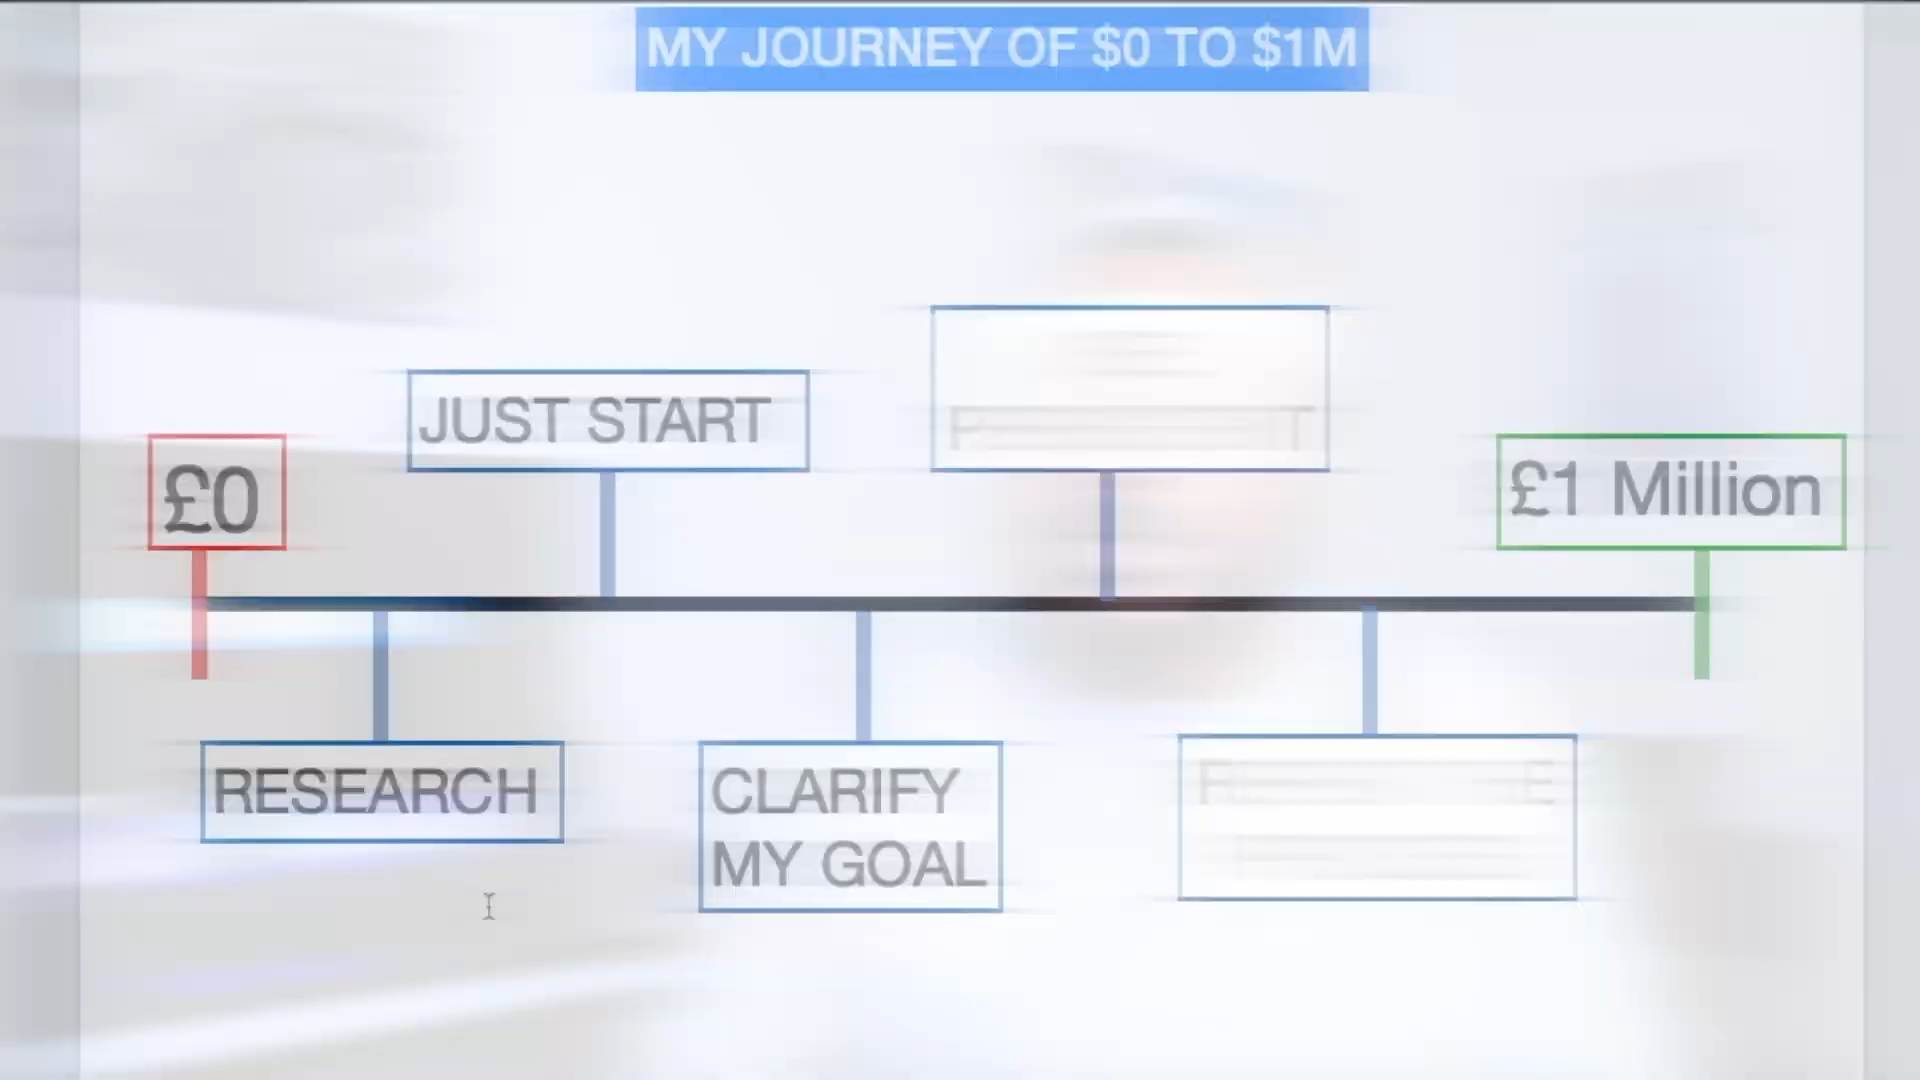 MY JOURNEY OF $0 TO $1M
JUST START
£0
£1 Million
RESEARCH
CLARIFY
MY GOAL